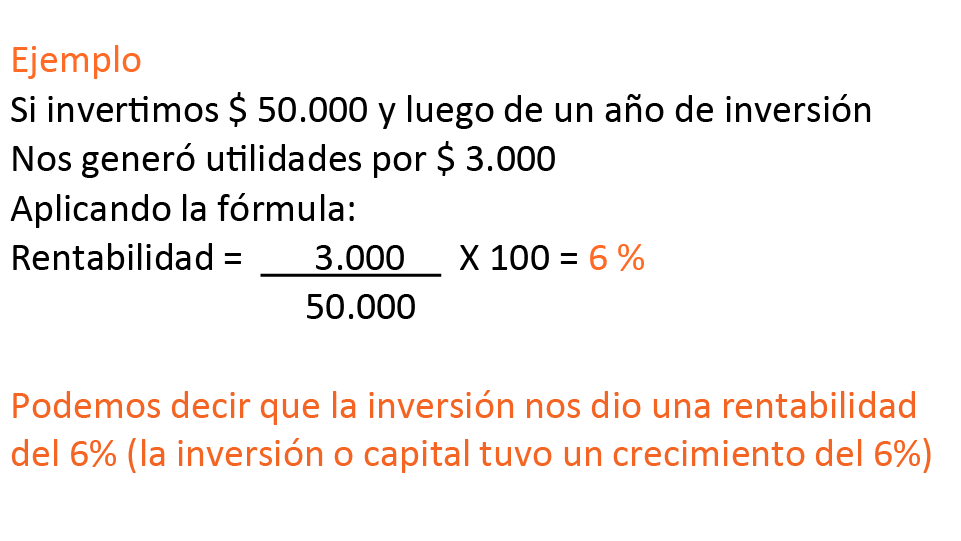 Ejemplo
Si invertimos $ 50.000 y luego de un año de inversión
Nos generó utilidades por $ 3.000
Aplicando la fórmula:
Rentabilidad = 3.000 X 100 = 6 %
50.000
Podemos decir que la inversión nos dio una rentabilidad
del 6% (la inversión o capital tuvo un crecimiento del 6%)